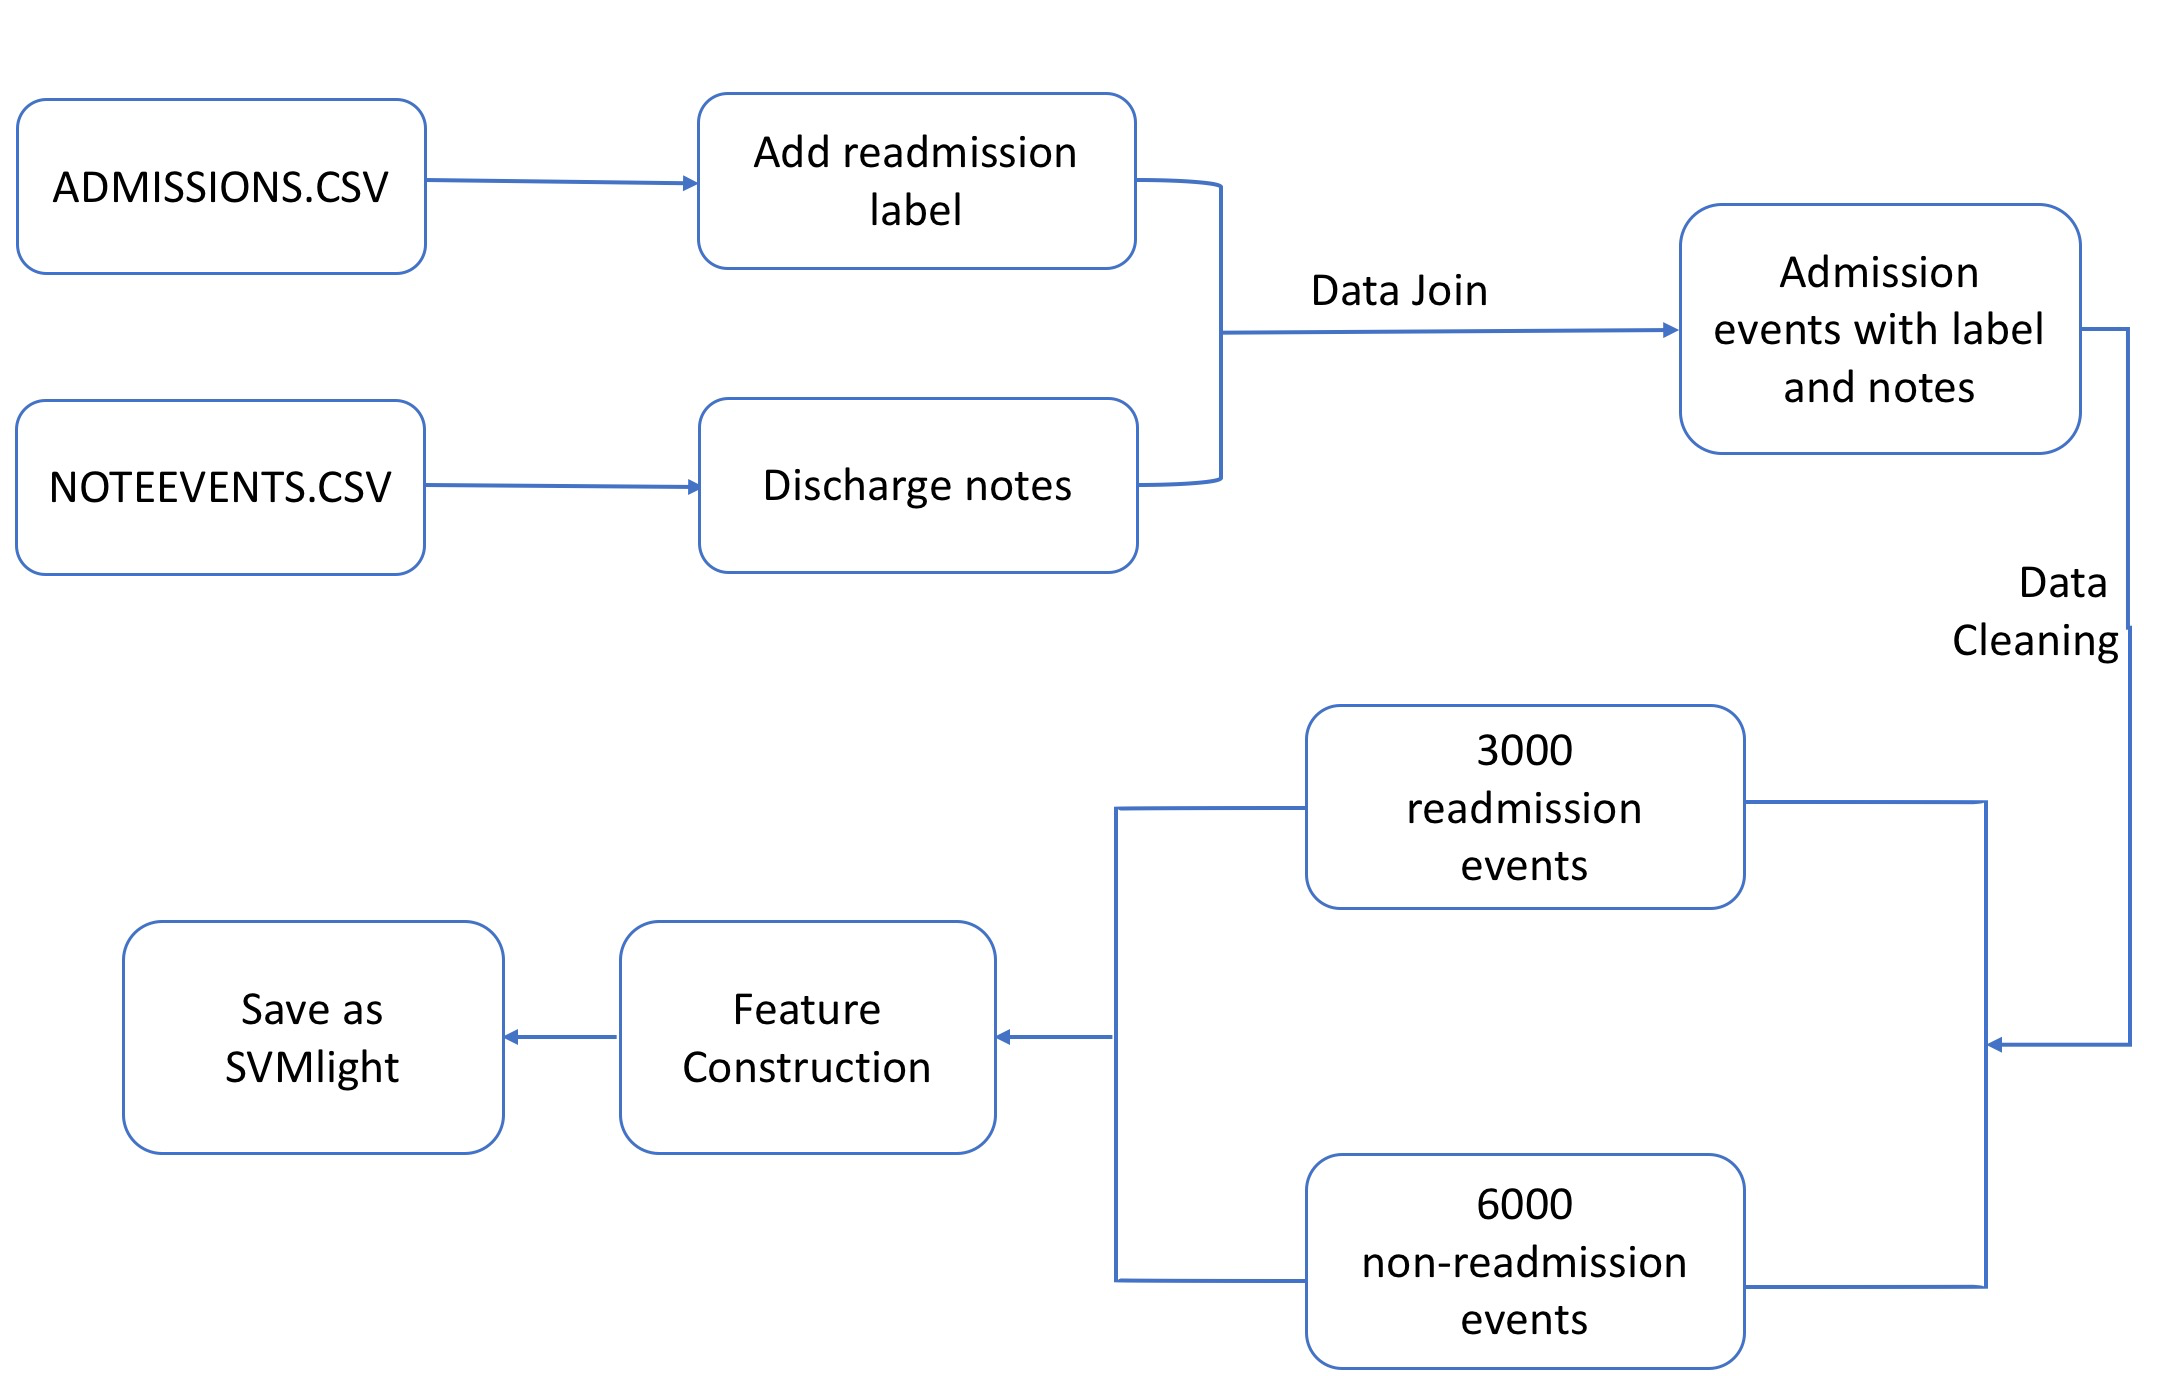 ADMISSIONS.CSV
Add readmission
label
NOTEEVENTS.CSV
Discharge notes
Data Join
Admission
events with label
and notes
Data
Cleaning
3000
readmission
events
6000
non-readmission
events
Feature
Construction
Save as
SVMlight